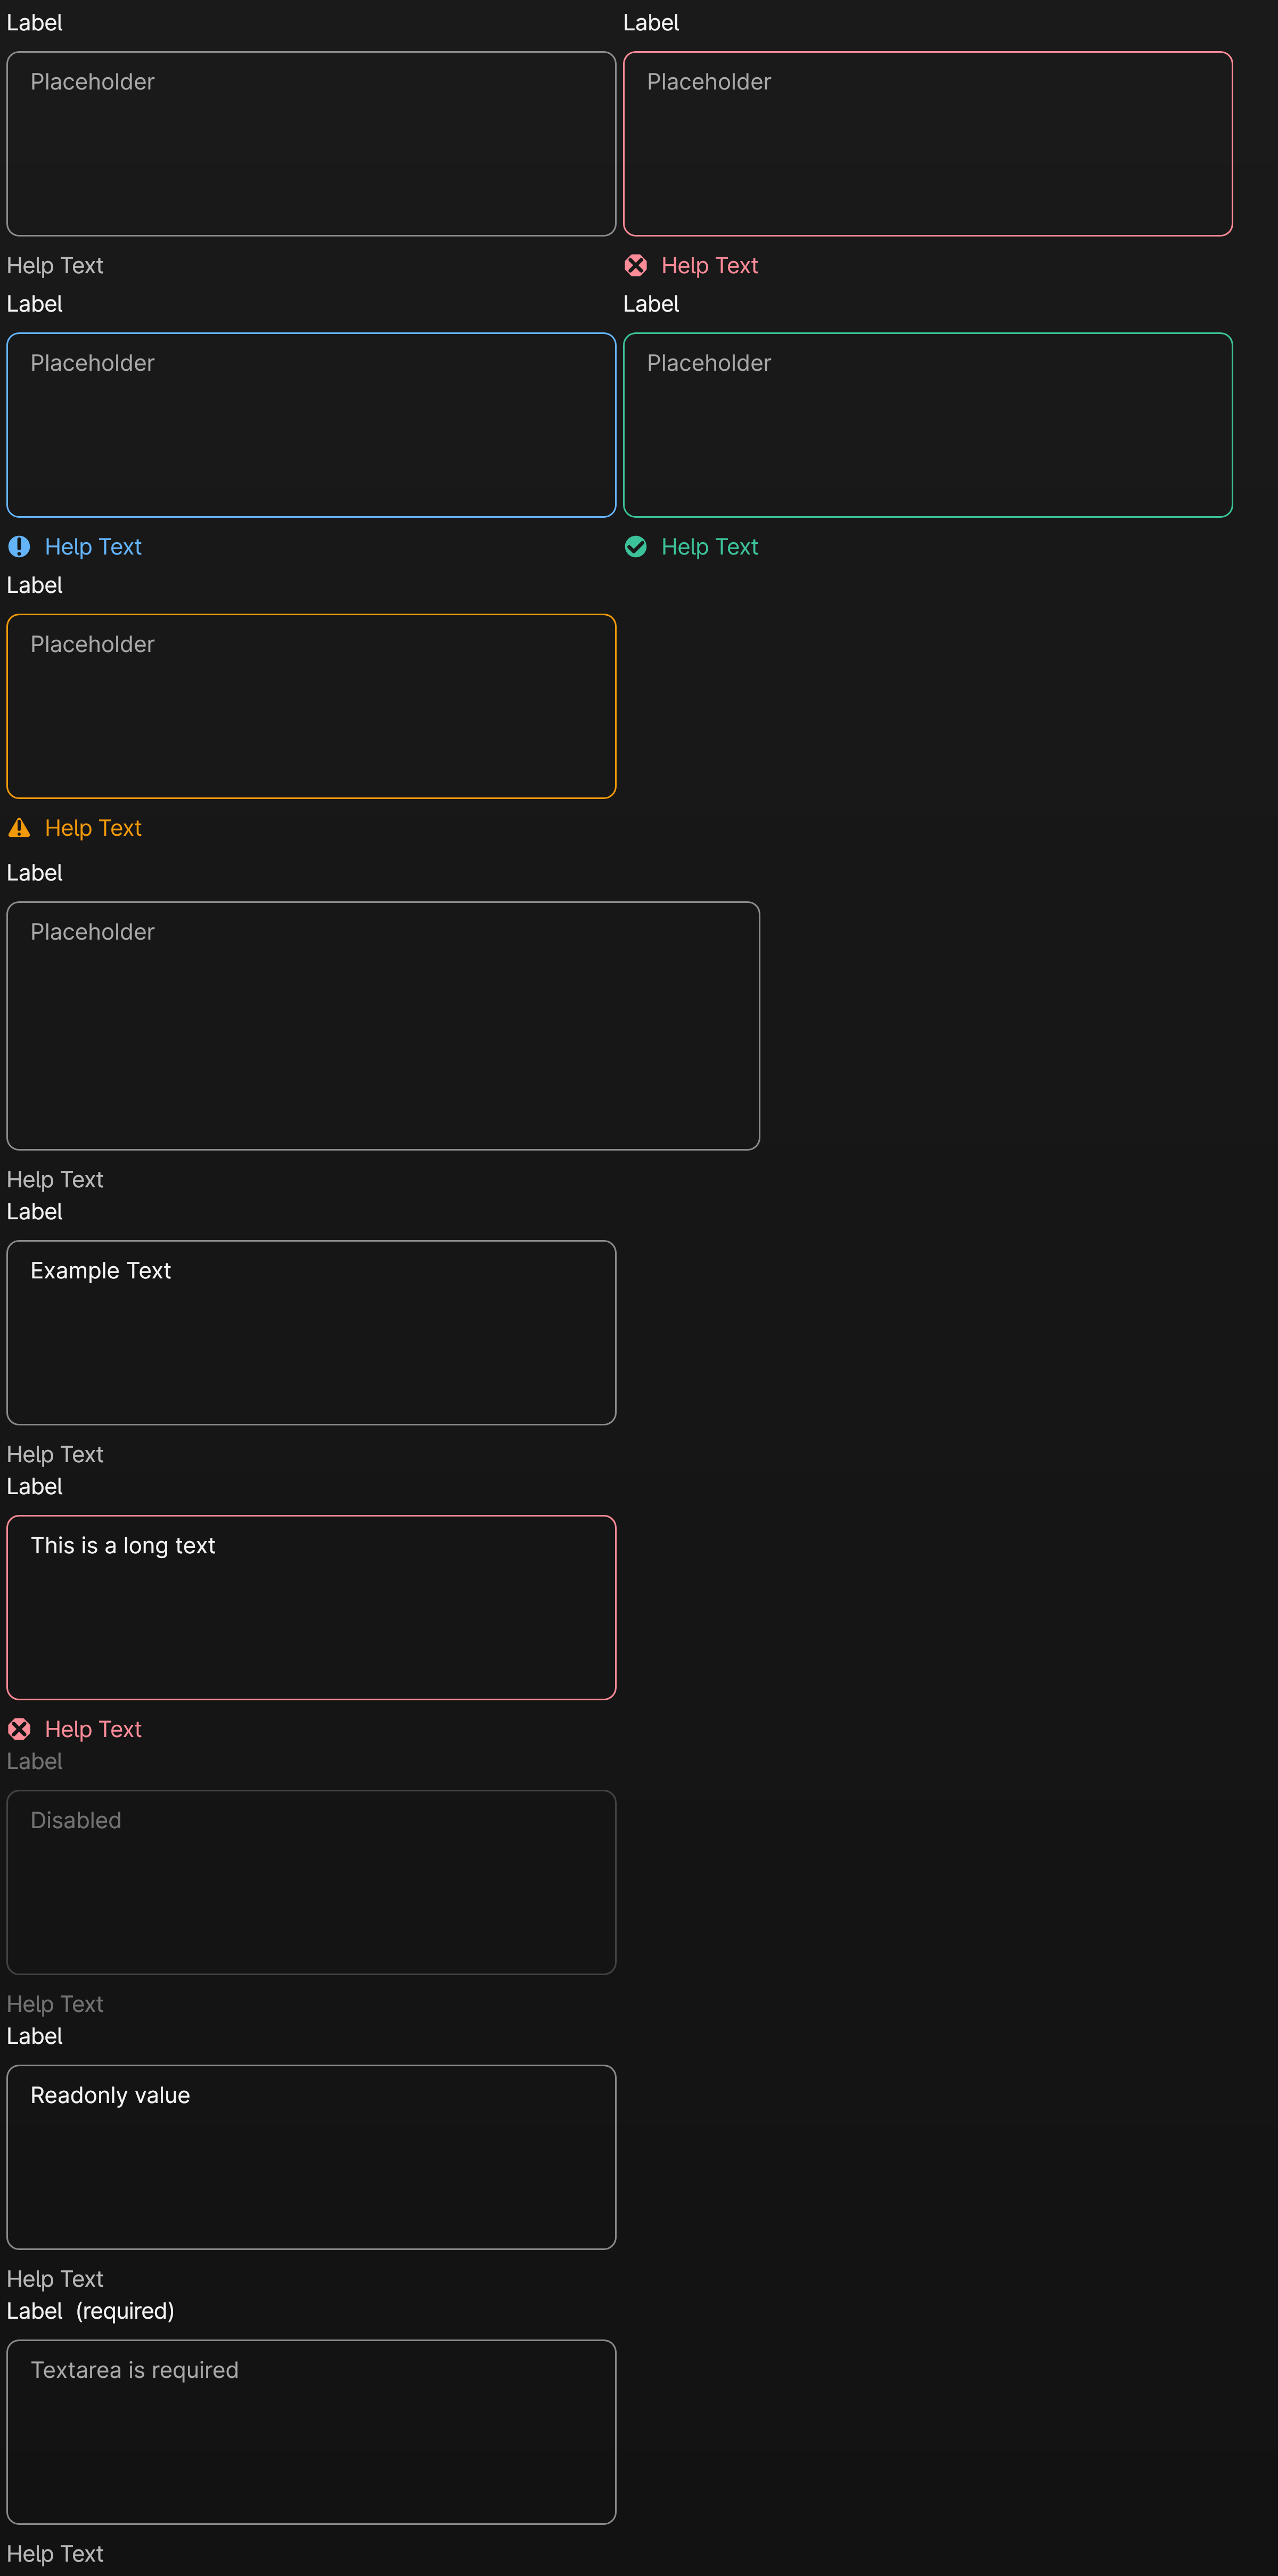 Label
Placeholder
Help Text
Label
Placeholder
Help Text
Label
Placeholder
Help Text
Label
Placeholder
Help Text
Label
Placeholder
Help Text
Label
Placeholder
Help Text
Label
Example Text
Help Text
Label
This is a long text
Help Text
Label
Disabled
Help Text
Label
Readonly value
Help Text
Label (required)
Textarea is required
Help Text